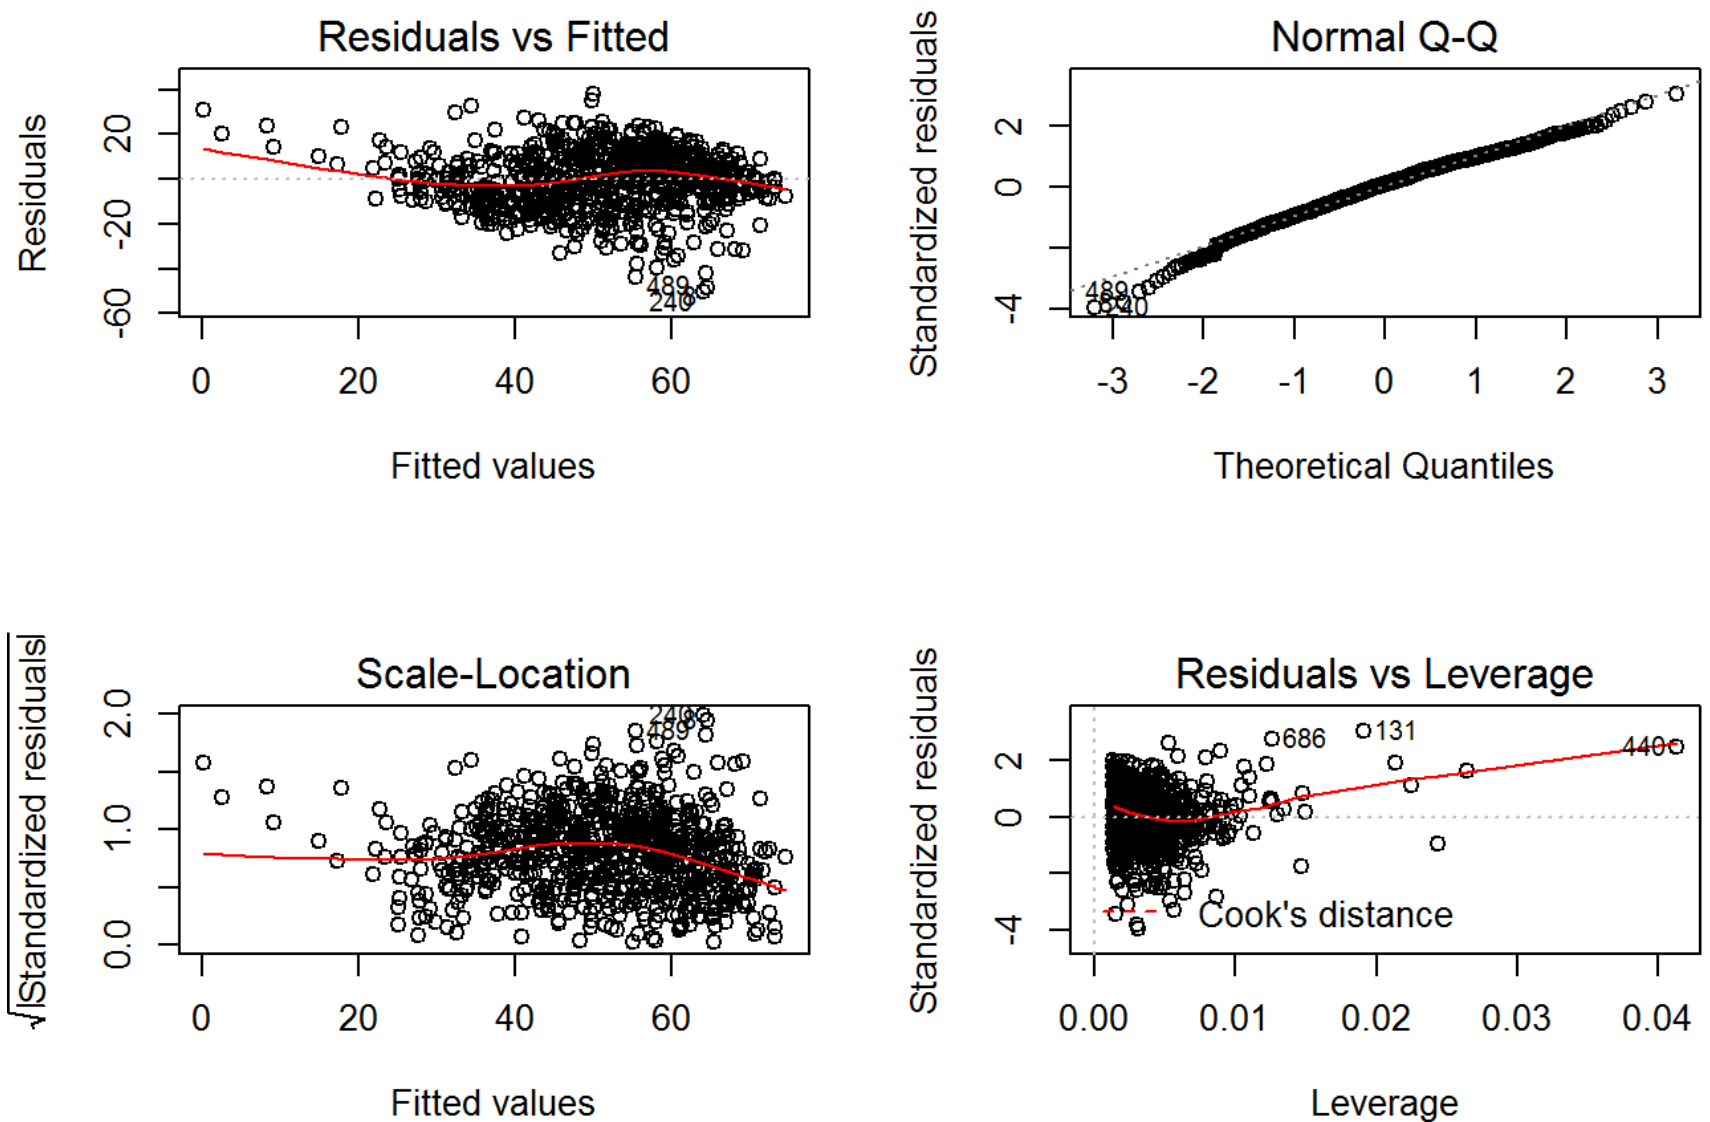 Residuals vs Fitted
Residuals
20
-20
-60
0 20 40 60
Fitted values
489
240
Normal Q-Q
Standardized residuals
2
0
-4
-3 -2 -1 0 1 2 3
Theoretical Quantiles
489
240
Scale-Location
√|Standardized residuals|
2.0
1.0
0.0
0 20 40 60
Fitted values
240
489
Residuals vs Leverage
Standardized residuals
2
0
-4
0.00 0.01 0.02 0.03 0.04
Leverage
686
131
440
Cook's distance